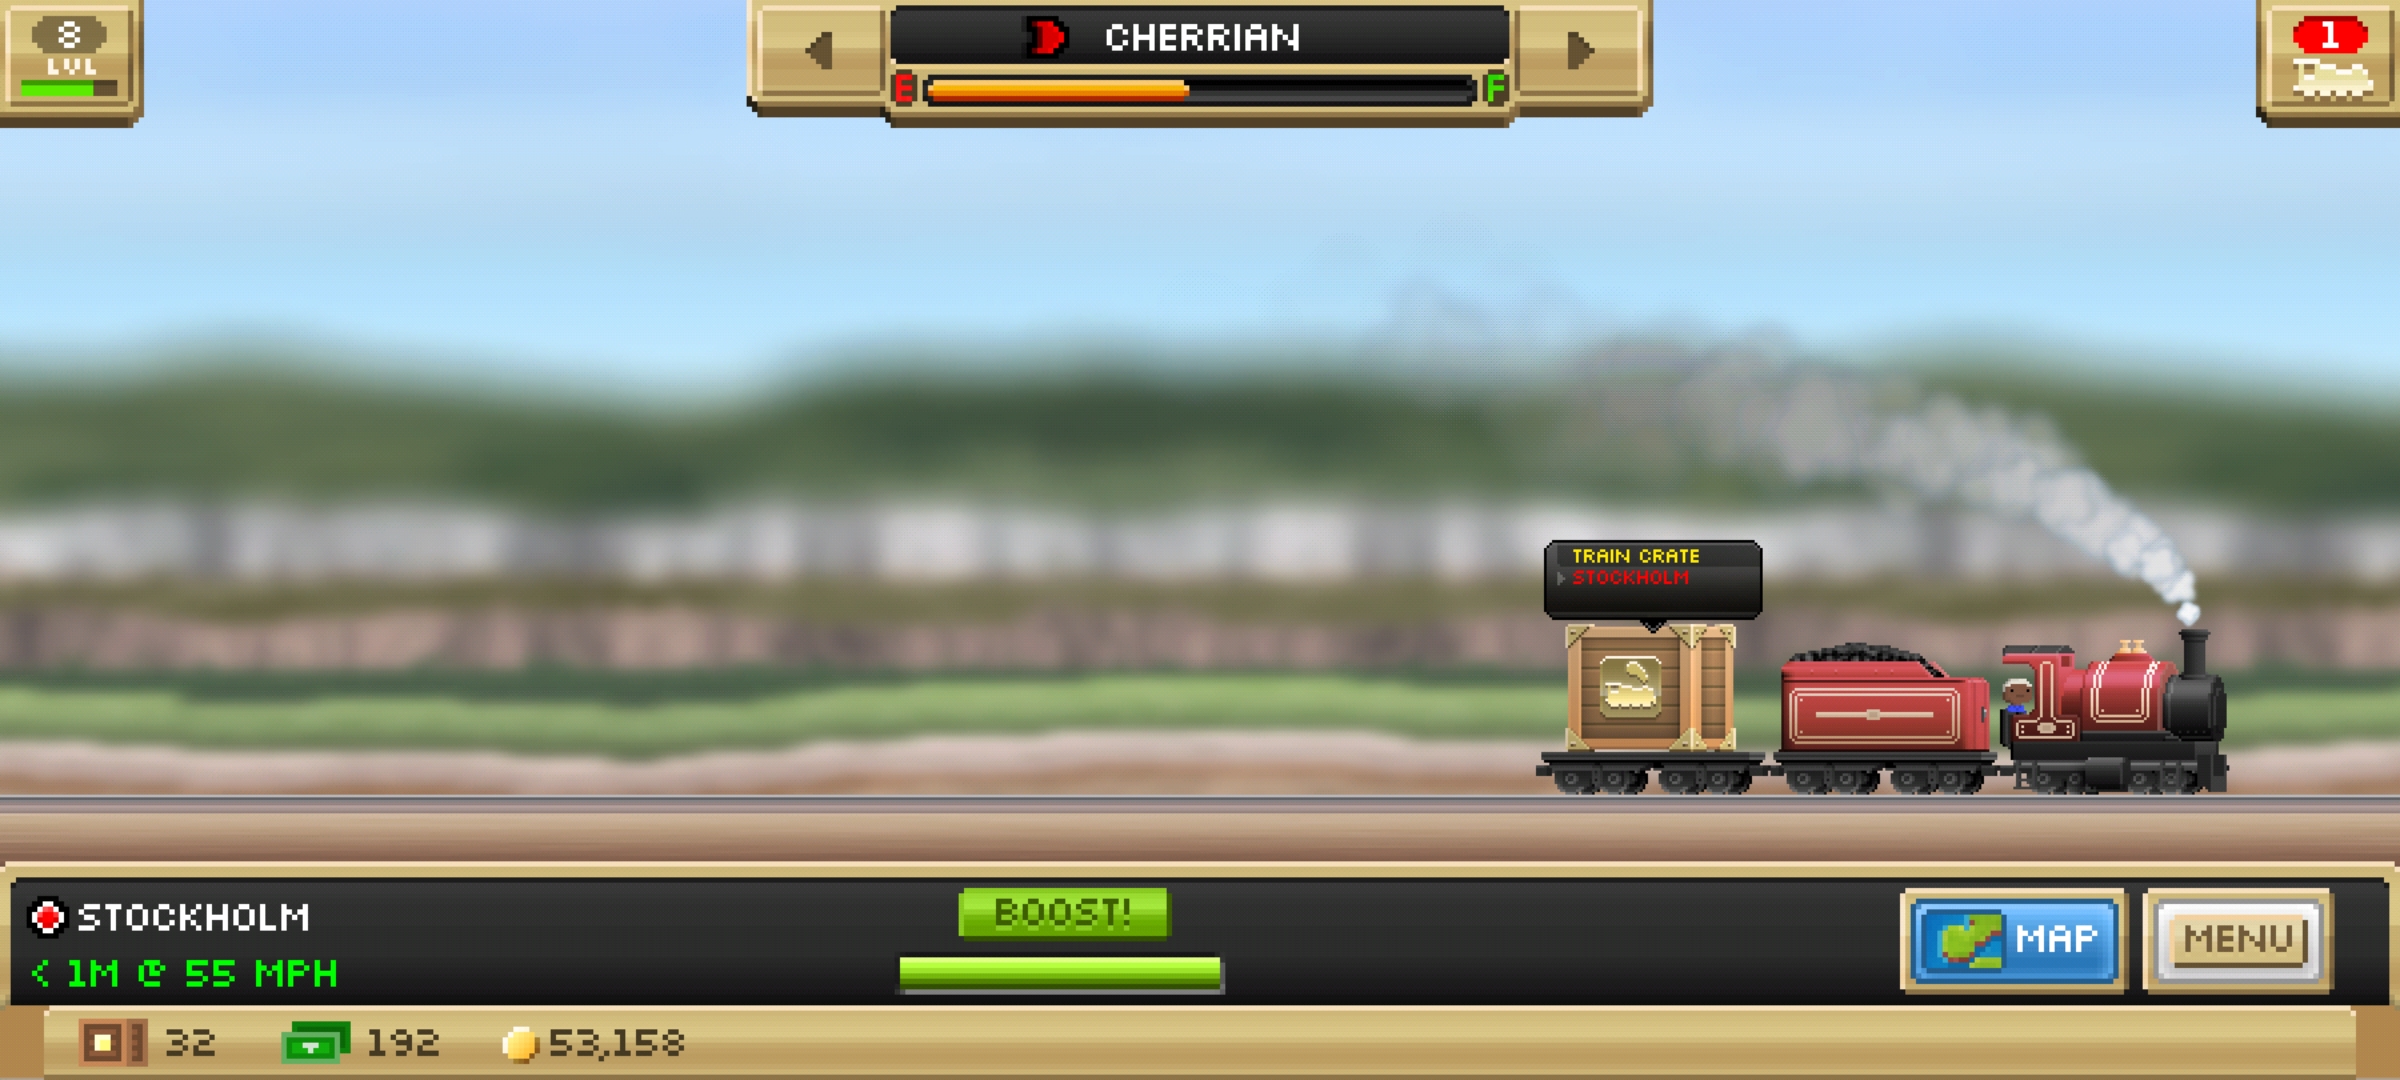 8
LVL
CHERRIAN
E F
1
TRAIN CRATE
STOCKHOLM
STOCKHOLM
BOOST!
< 1M @ 55 MPH
MAP
MENU
32 192 53,158